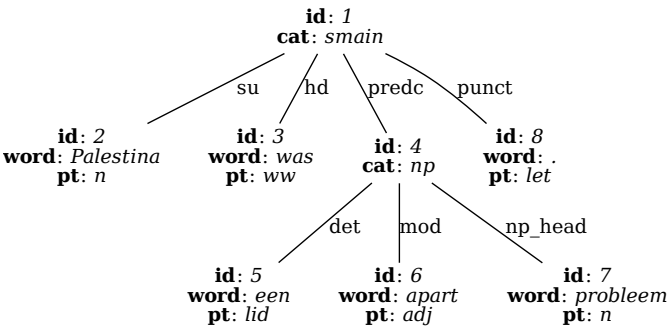 id: 1
cat: smain
su
hd
predc
punct
id: 2
word: Palestina
pt: n
id: 3
word: was
pt: ww
id: 4
cat: np
id: 8
word: .
pt: let
det
mod
np_head
id: 5
word: een
pt: lid
id: 6
word: apart
pt: adj
id: 7
word: probleem
pt: n